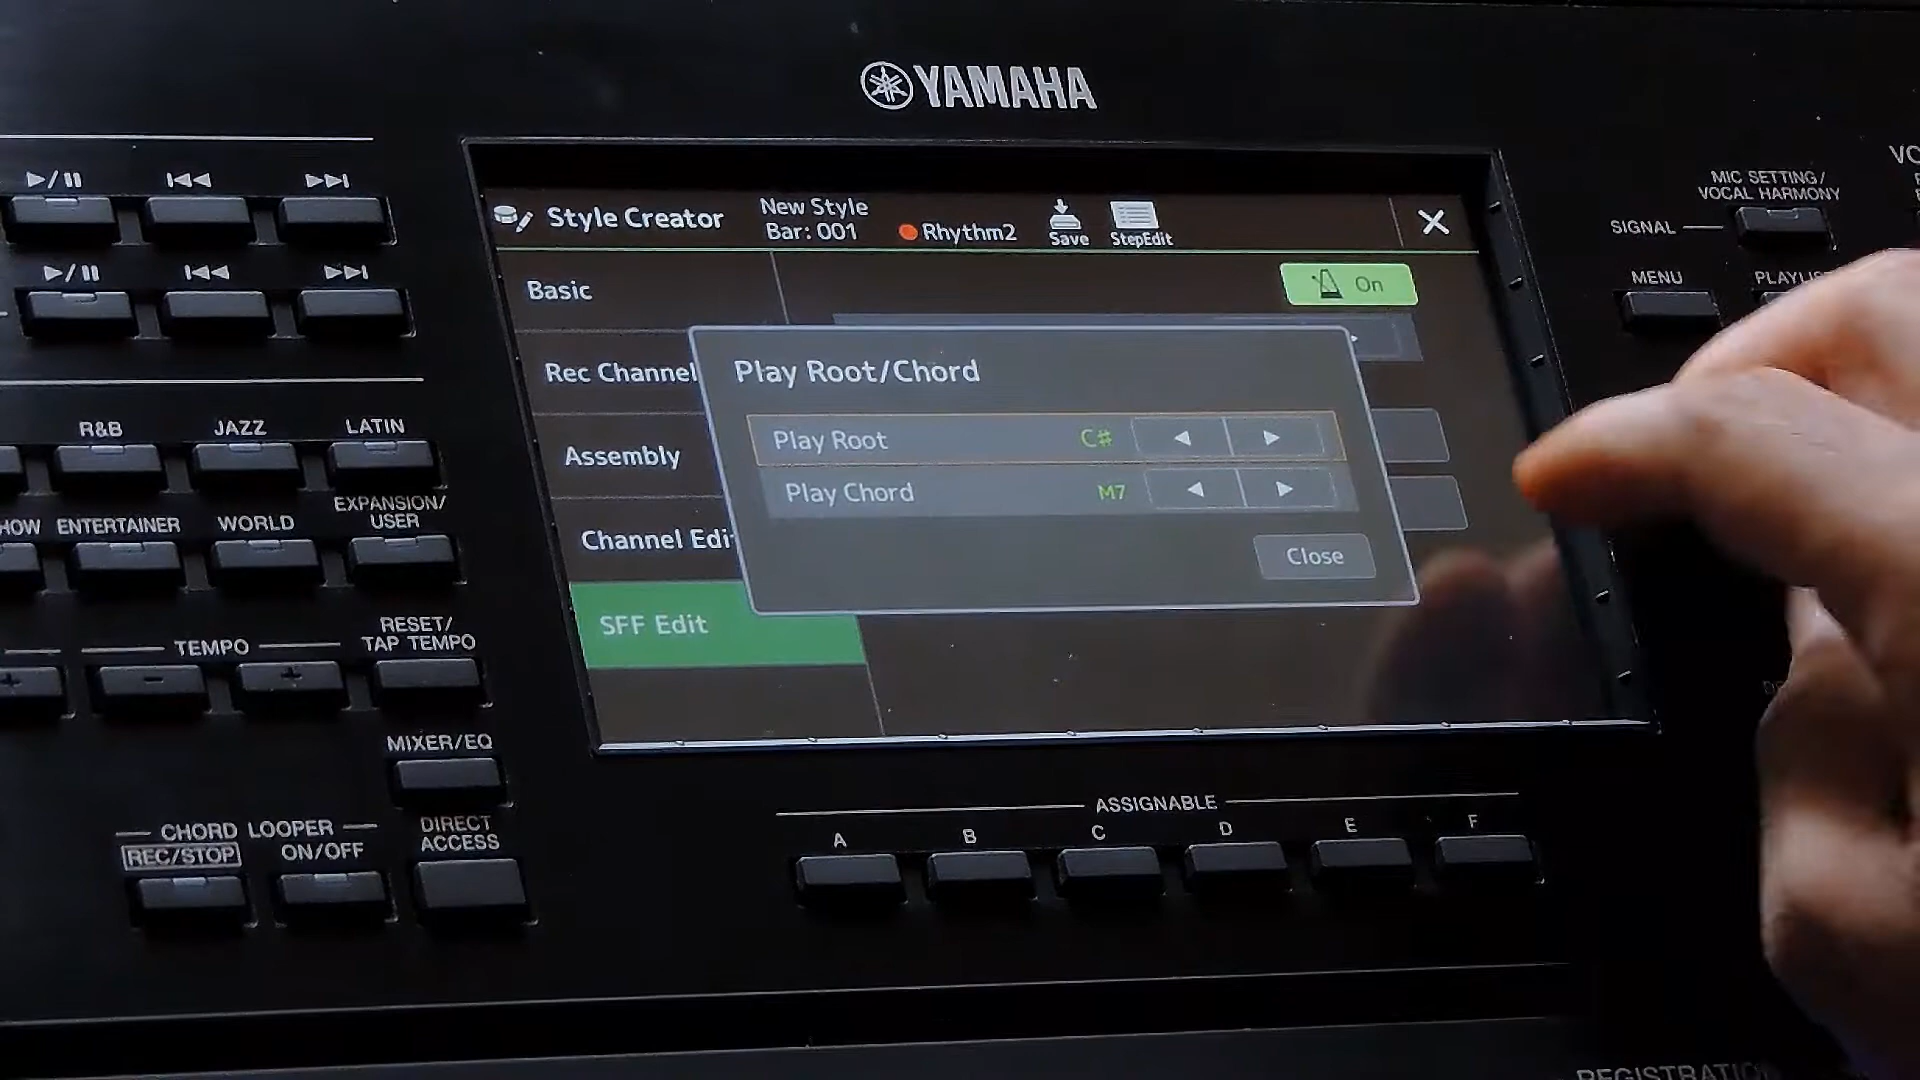 YAMAHA
MIC SETTING/
VOCAL HARMONY
SIGNAL
MENU
Style Creator
New Style
Bar: 001
Rhythm2
Save
StepEdit
On
Basic
Rec Channel
Assembly
Channel Edi
SFF Edit
Play Root/Chord
Play Root C#
Play Chord M7
Close
R&B
JAZZ
LATIN
ENTERTAINER
WORLD
EXPANSION/
USER
TEMPO
RESET/
TAP TEMPO
MIXER/EQ
CHORD LOOPER
REC/STOP
ON/OFF
DIRECT
ACCESS
ASSIGNABLE
A
B
C
D
E
F